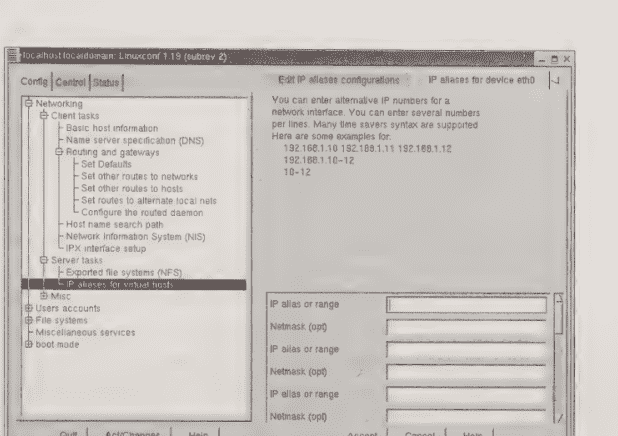 localhost.localdomain: Linuxconf 1.19 (subrev 2)
Config Control Status
Networking
Client tasks
Basic host information
Name server specification (DNS)
Routing and gateways
Set Defaults
Set other routes to networks
Set other routes to hosts
Set routes to alternate local nets
Configure the routed daemon
Host name search path
Network Information System (NIS)
IPX interface setup
Server tasks
Exported file systems (NFS)
IP aliases for virtual hosts
Misc
Users accounts
File systems
Miscellaneous services
boot mode
Quit Act/Changes Help
Edit IP aliases configurations IP aliases for device eth0
You can enter alternative IP numbers for a
network interface. You can enter several numbers
per lines. Many time savers syntax are supported
Here are some examples for:
192.168.1.10 192.168.1.11 192.168.1.12
192.168.1.10-12
10-12
IP alias or range
Netmask (opt)
IP alias or range
Netmask (opt)
IP alias or range
Netmask (opt)
Accept Cancel Help